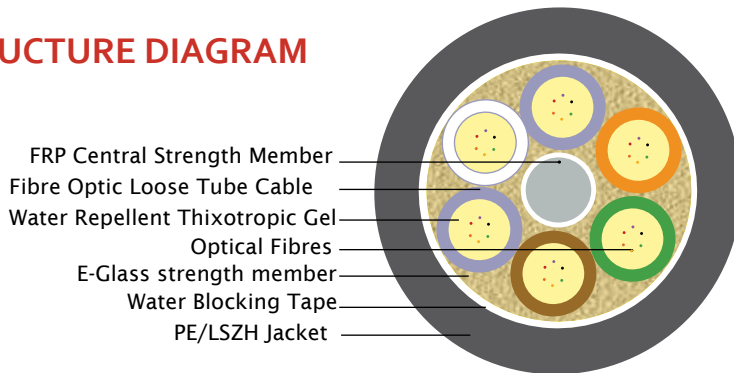 UCTURE DIAGRAM
FRP Central Strength Member
Fibre Optic Loose Tube Cable
Water Repellent Thixotropic Gel
Optical Fibres
E-Glass strength member
Water Blocking Tape
PE/LSZH Jacket